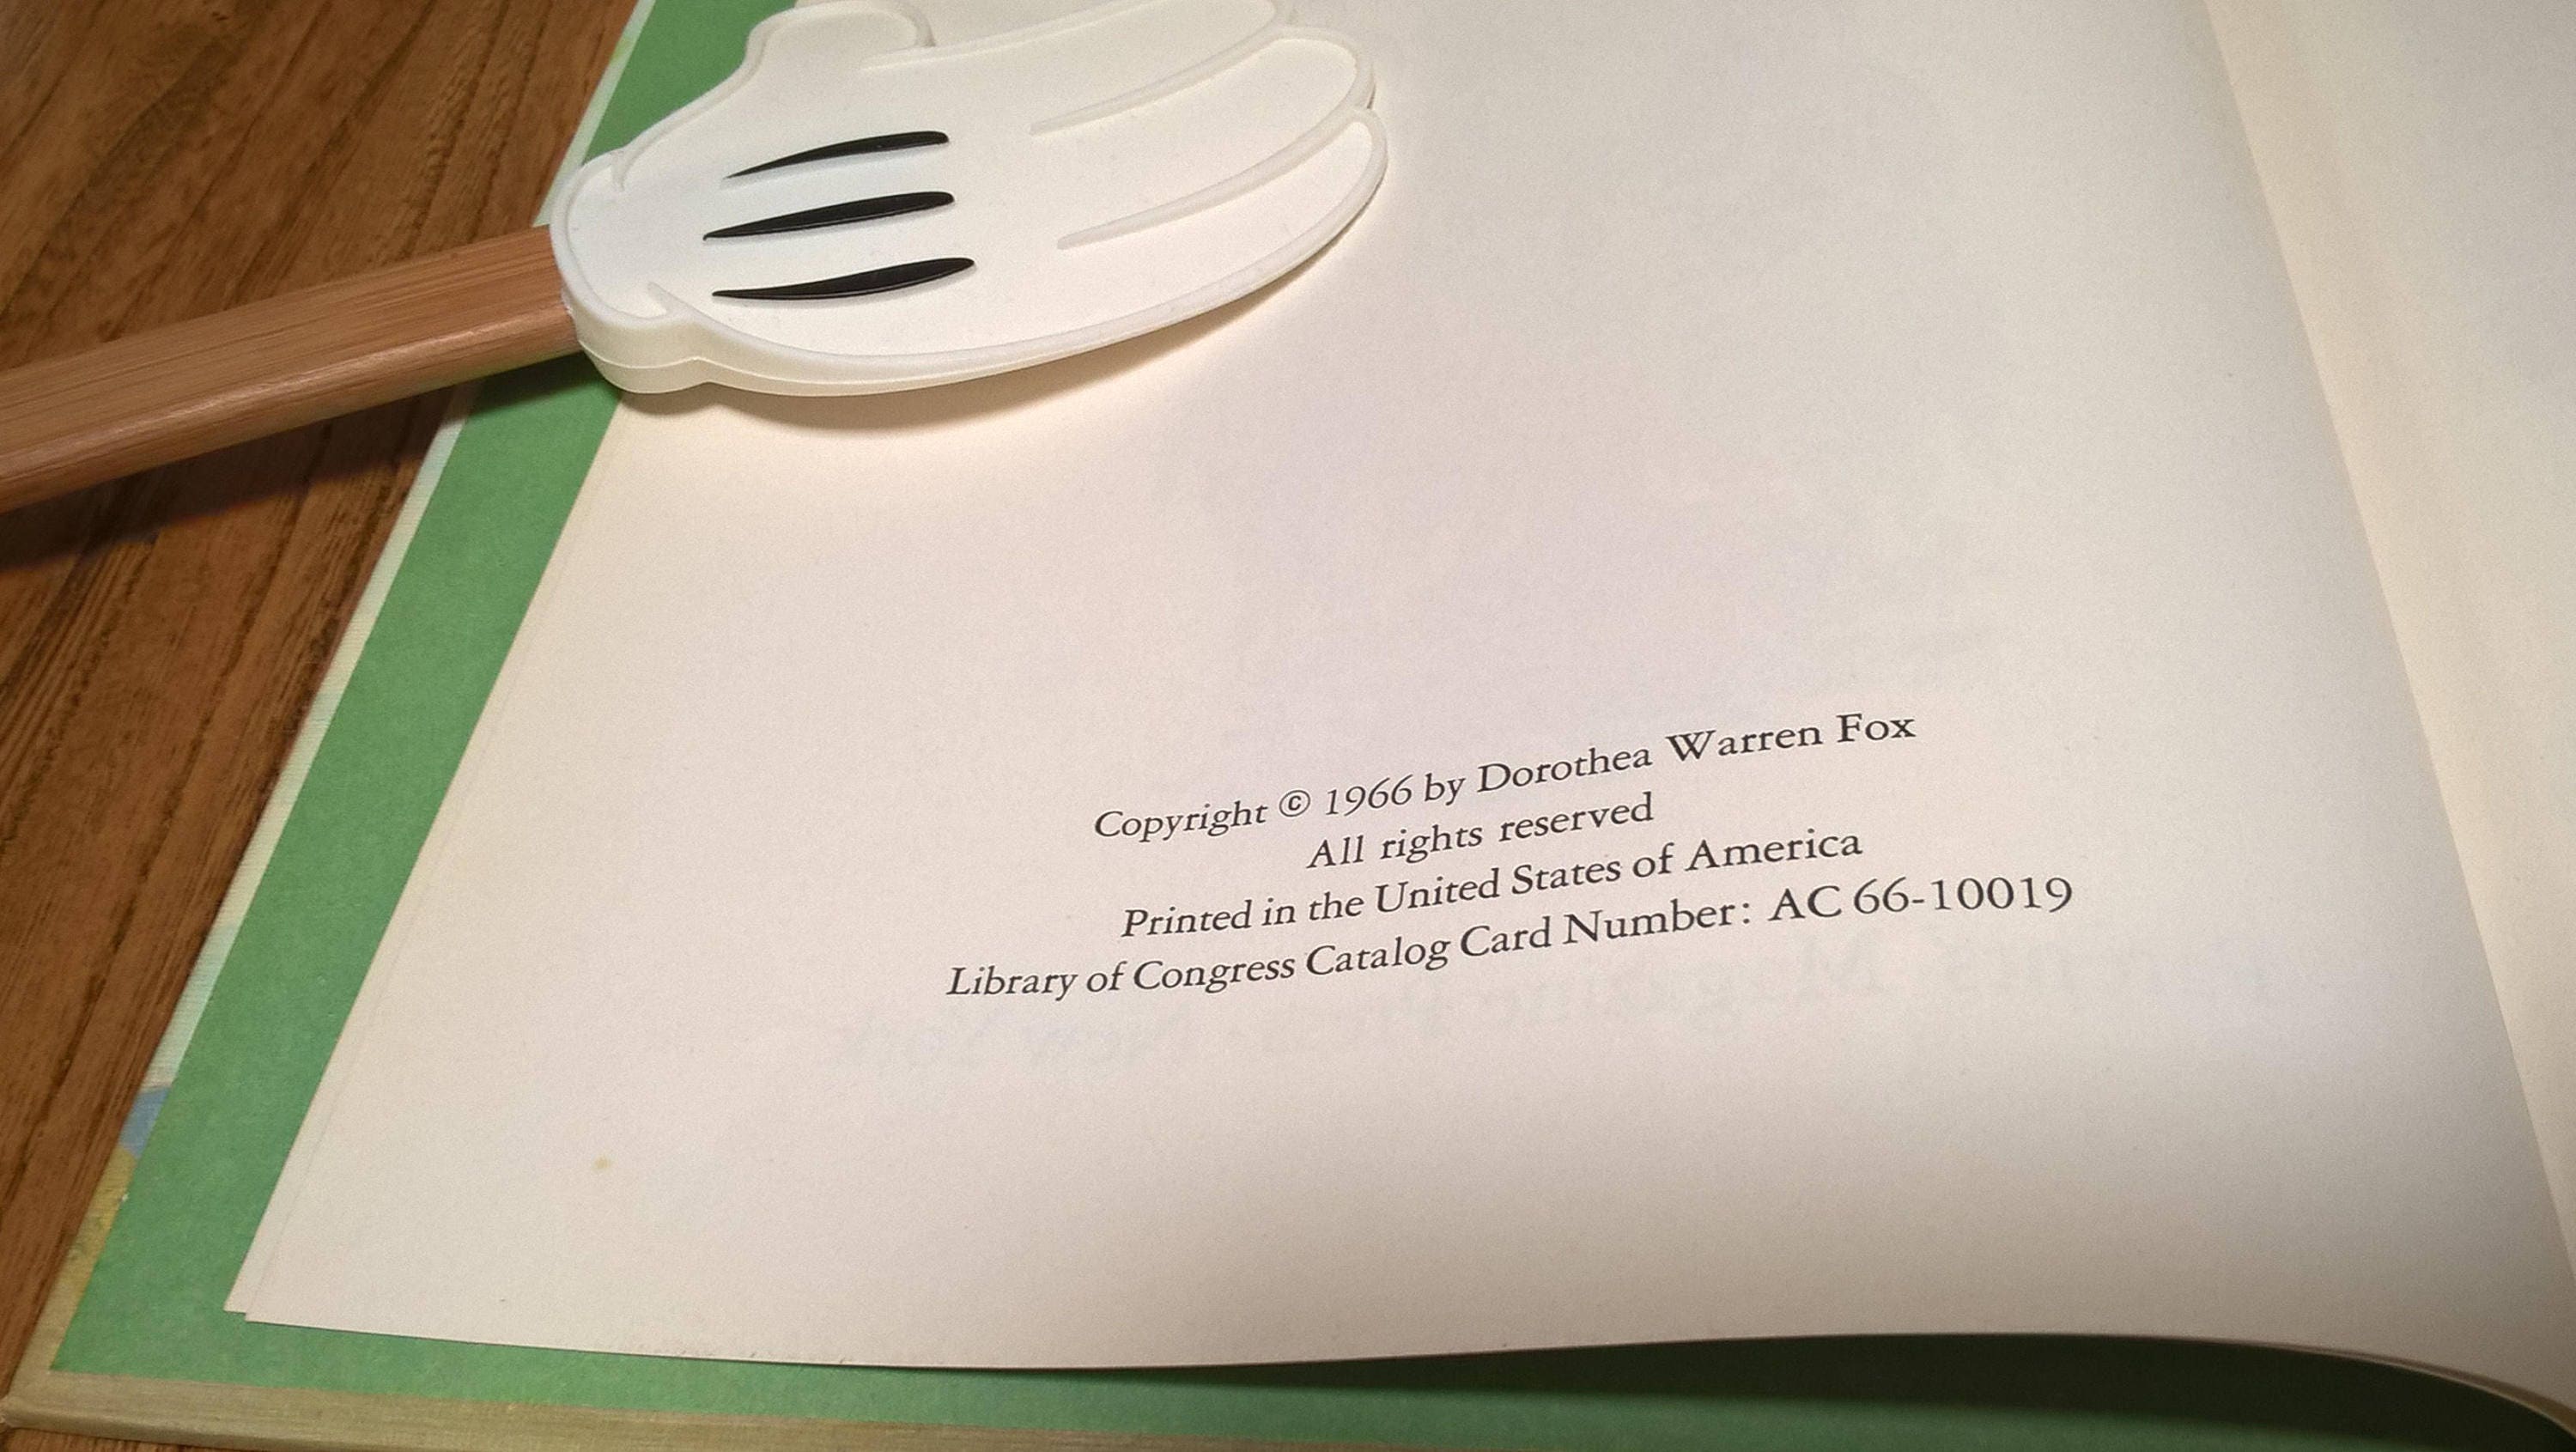 Copyright © 1966 by Dorothea Warren Fox
All rights reserved
Printed in the United States of America
Library of Congress Catalog Card Number: AC 66-10019